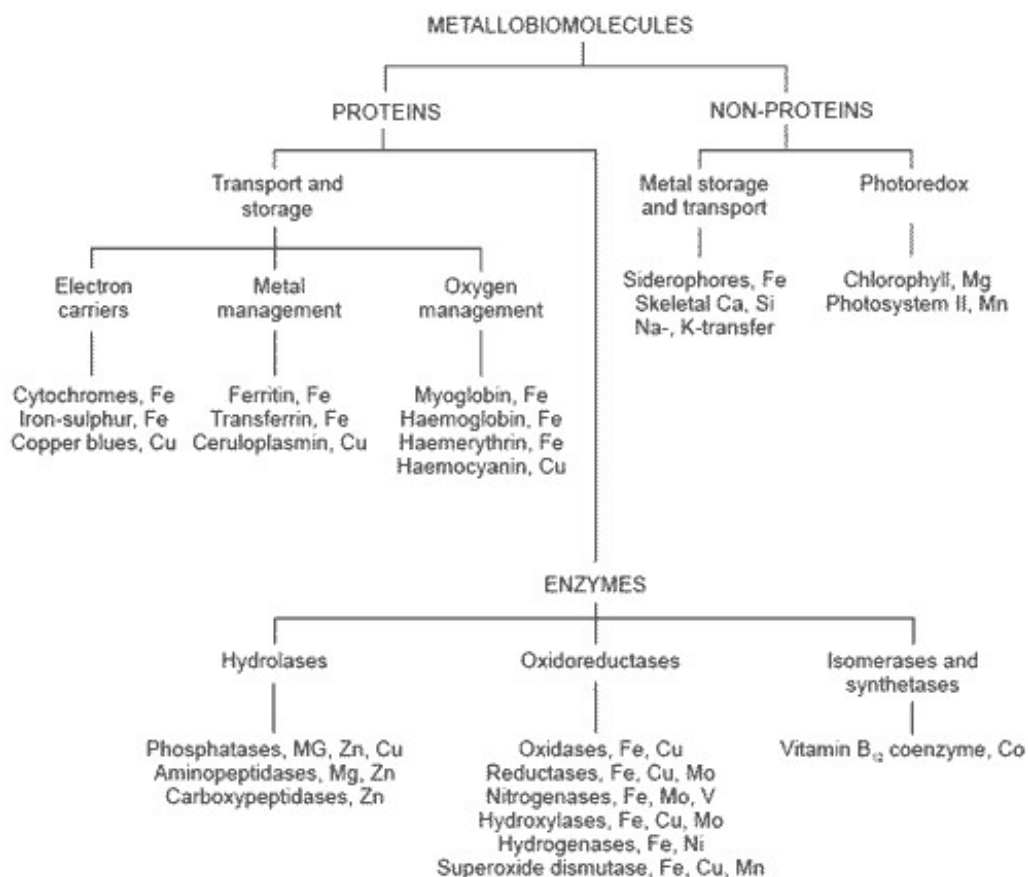 METALLOBIOMOLECULES
PROTEINS
NON-PROTEINS
Transport and
storage
Metal storage
and transport
Photoredox
Siderophores, Fe
Skeletal Ca, Si
Na-, K-transfer
Chlorophyll, Mg
Photosystem II, Mn
Electron
carriers
Metal
management
Oxygen
management
Cytochromes, Fe
Iron-sulphur, Fe
Copper blues, Cu
Ferritin, Fe
Transferrin, Fe
Ceruloplasmin, Cu
Myoglobin, Fe
Haemoglobin, Fe
Haemerythrin, Fe
Haemocyanin, Cu
ENZYMES
Hydrolases
Oxidoreductases
Isomerases and
synthetases
Phosphatases, MG, Zn, Cu
Aminopeptidases, Mg, Zn
Carboxypeptidases, Zn
Oxidases, Fe, Cu
Reductases, Fe, Cu, Mo
Nitrogenases, Fe, Mo, V
Hydroxylases, Fe, Cu, Mo
Hydrogenases, Fe, Ni
Superoxide dismutase, Fe, Cu, Mn
Vitamin B₁₂ coenzyme, Co